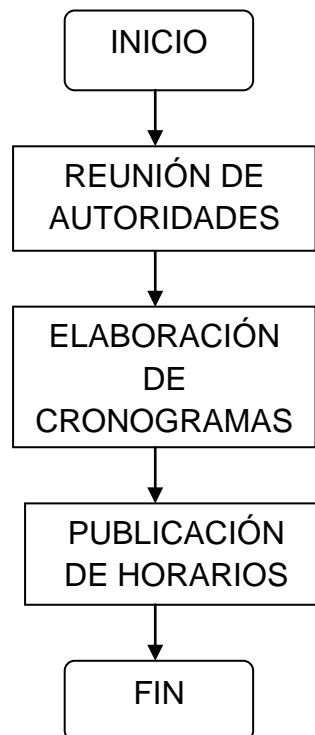 INICIO
REUNIÓN DE
AUTORIDADES
ELABORACIÓN
DE
CRONOGRAMAS
PUBLICACIÓN
DE HORARIOS
FIN